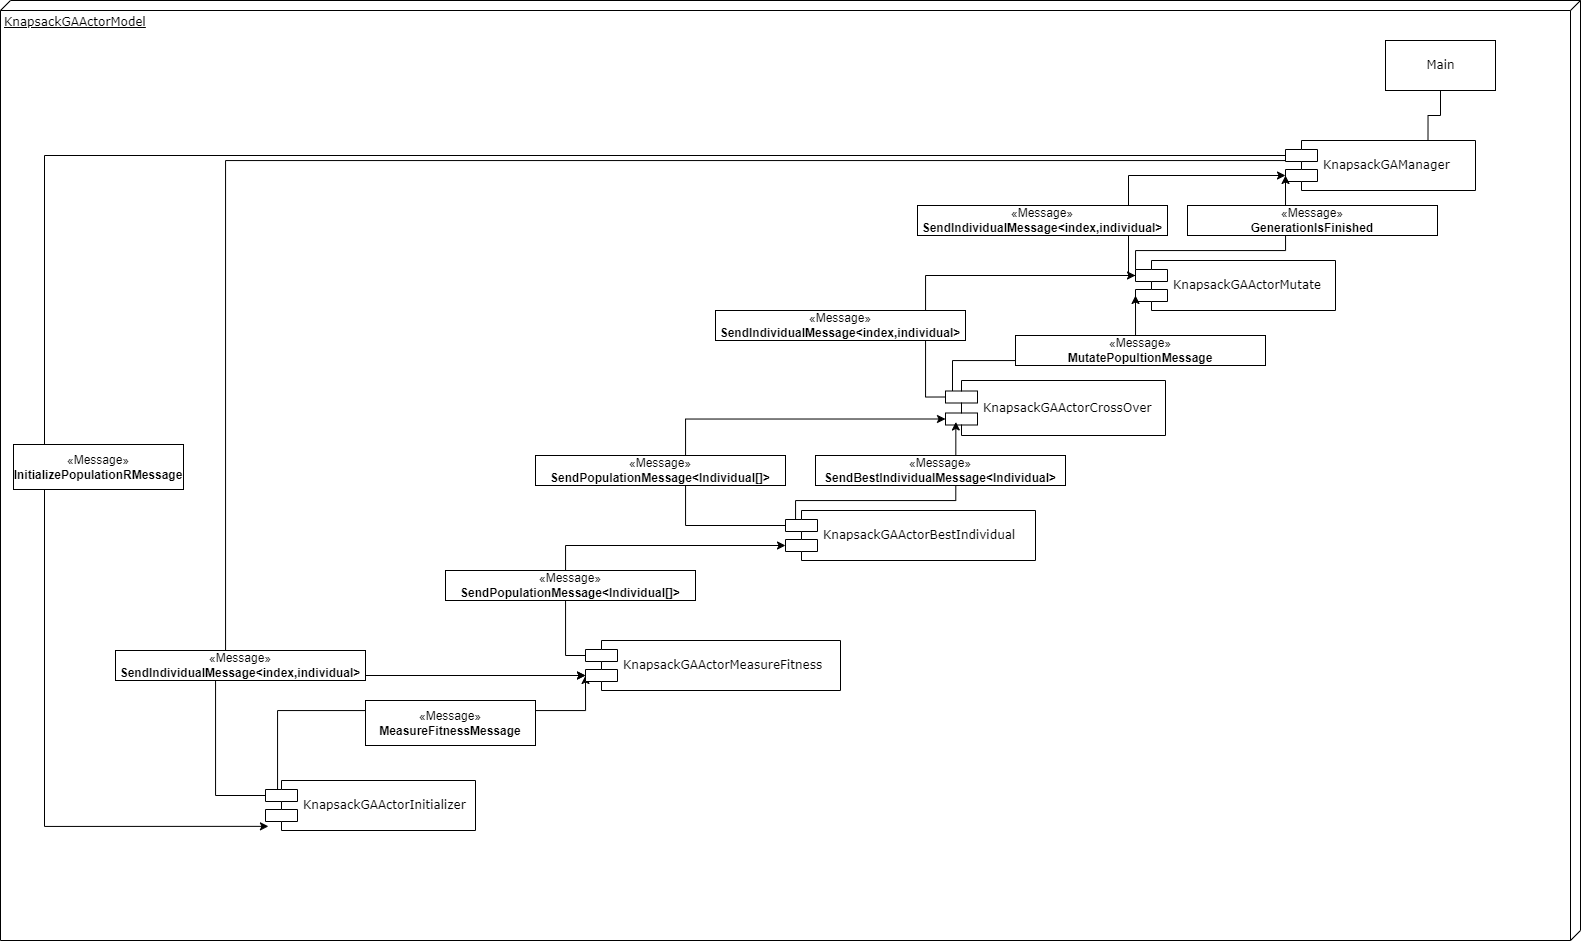 KnapsackGAActorModel
Main
KnapsackGAManager
«Message»
SendIndividualMessage<index,individual>
«Message»
GenerationIsFinished
KnapsackGAActorMutate
«Message»
SendIndividualMessage<index,individual>
«Message»
MutatePopultionMessage
KnapsackGAActorCrossOver
«Message»
InitializePopulationRMessage
«Message»
SendPopulationMessage<Individual[]>
«Message»
SendBestIndividualMessage<Individual>
KnapsackGAActorBestIndividual
«Message»
SendPopulationMessage<Individual[]>
«Message»
SendIndividualMessage<index,individual>
KnapsackGAActorMeasureFitness
«Message»
MeasureFitnessMessage
KnapsackGAActorInitializer